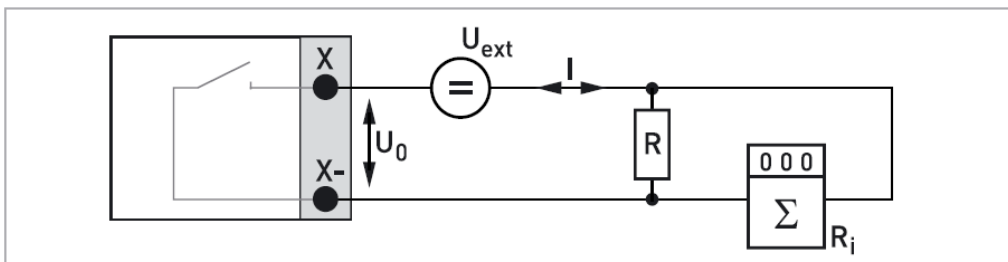 U_ext
X
I
=
U_0
R
X-
000
Σ
R_i